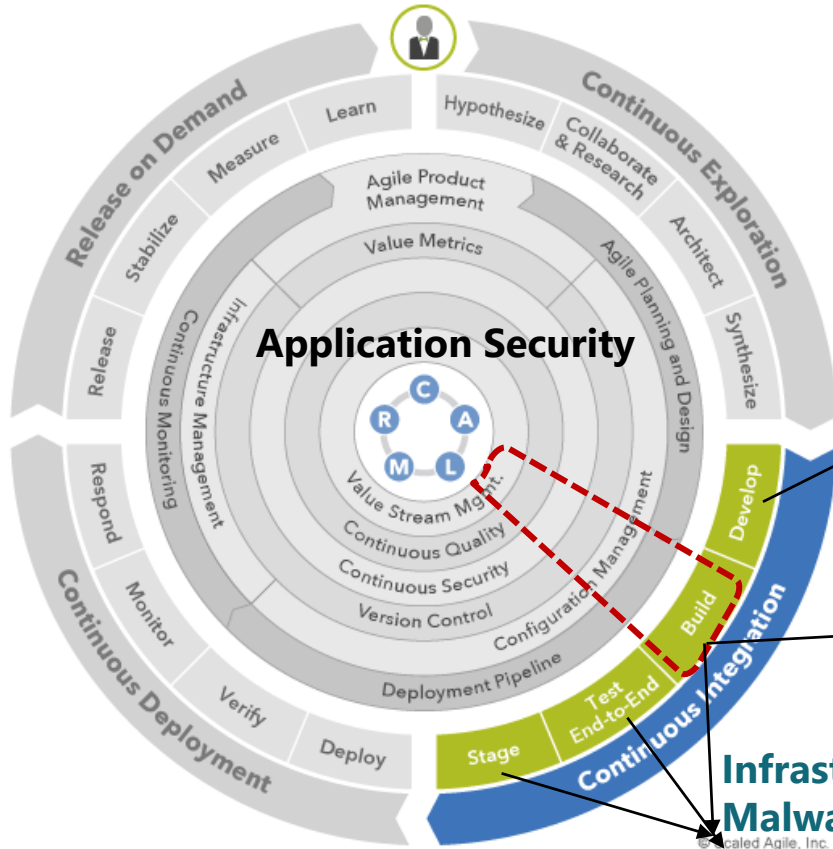 Release on Demand
Continuous Exploration
Learn
Measure
Stabilize
Release
Hypothesize
Collaborate
& Research
Architect
Synthesize
Agile Product
Management
Value Metrics
Agile Planning and Design
Continuous Monitoring
Infrastructure Management
Application Security
C
A
R
M
L
Value Stream Mgmt.
Continuous Quality
Continuous Security
Version Control
Configuration Management
Deployment Pipeline
Respond
Monitor
Verify
Deploy
Continuous Deployment
Develop
Build
Test
End-to-End
Stage
Continuous Integration
Infrast
Malwa
© Scaled Agile, Inc.